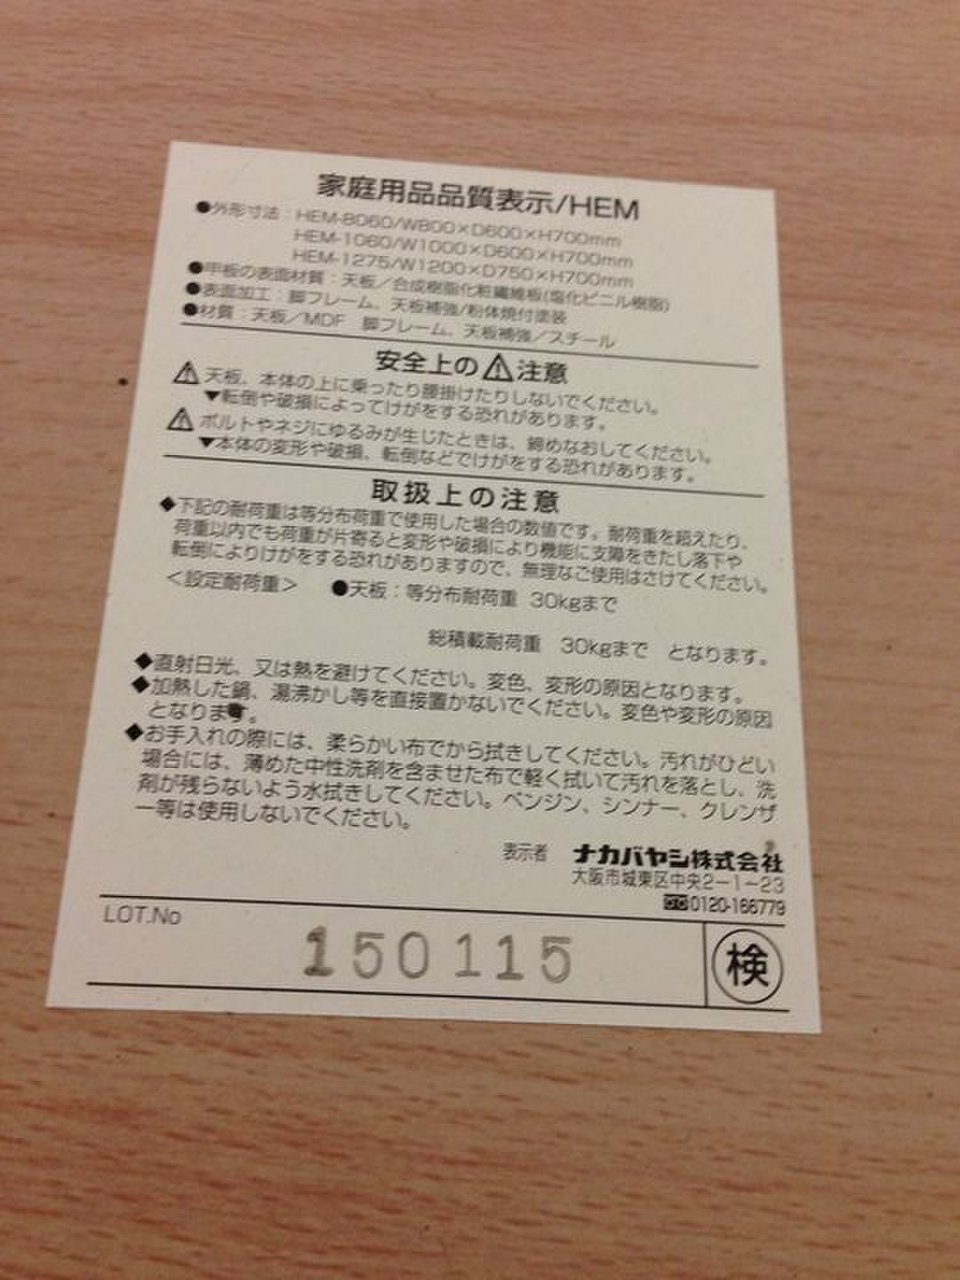 家庭用品品質表示/HEM
●外形寸法：HEM-8060/W800×D600×H700mm
HEM-1060/W1000×D600×H700mm
HEM-1275/W1200×D750×H700mm
●甲板の表面材質：天板／合成樹脂化粧繊維板(塩化ビニル樹脂)
●表面加工：脚フレーム、天板補強/粉体焼付塗装
●材質：天板／MDF　脚フレーム、天板補強／スチール
安全上の⚠注意
⚠天板、本体の上に乗ったり腰掛けたりしないでください。
▼転倒や破損によってけがをする恐れがあります。
⚠ボルトやネジにゆるみが生じたときは、締めなおしてください。
▼本体の変形や破損、転倒などでけがをする恐れがあります。
取扱上の注意
◆下記の耐荷重は等分布荷重で使用した場合の数値です。耐荷重を超えたり、
荷重以内でも荷重が片寄ると変形や破損により機能に支障をきたし落下や
転倒によりけがをする恐れがありますので、無理なご使用はさけてください。
＜設定耐荷重＞　●天板：等分布耐荷重 30kgまで
総積載耐荷重　30kgまで　となります。
◆直射日光、又は熱を避けてください。変色、変形の原因となります。
◆加熱した鍋、湯沸かし等を直接置かないでください。変色や変形の原因
となります。
◆お手入れの際には、柔らかい布でから拭きしてください。汚れがひどい
場合には、薄めた中性洗剤を含ませた布で軽く拭いて汚れを落とし、洗
剤が残らないよう水拭きしてください。ベンジン、シンナー、クレンザ
ー等は使用しないでください。
表示者　ナカバヤシ株式会社
大阪市城東区中央2-1-23
0120-166779
LOT.No
150115
検